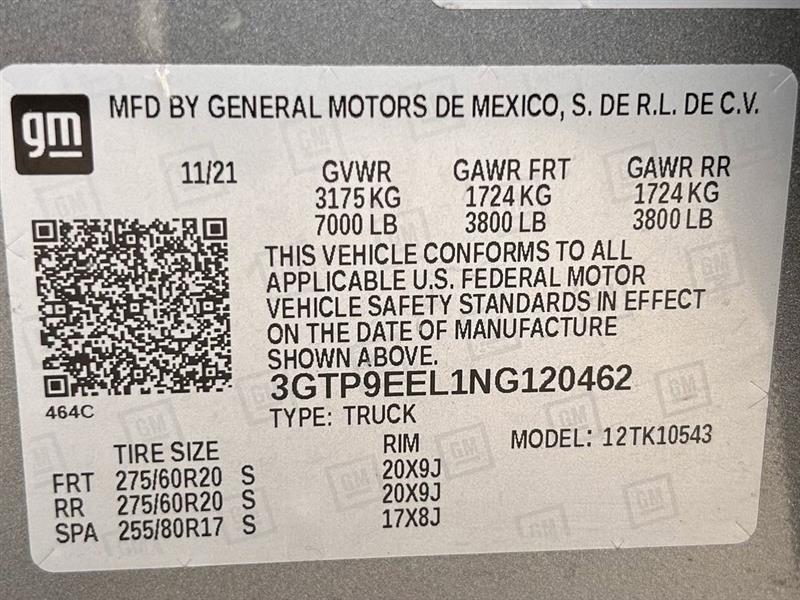 gm MFD BY GENERAL MOTORS DE MEXICO, S. DE R.L. DE C.V.
11/21 GVWR GAWR FRT GAWR RR
3175 KG 1724 KG 1724 KG
7000 LB 3800 LB 3800 LB
THIS VEHICLE CONFORMS TO ALL
APPLICABLE U.S. FEDERAL MOTOR
VEHICLE SAFETY STANDARDS IN EFFECT
ON THE DATE OF MANUFACTURE
SHOWN ABOVE.
3GTP9EEL1NG120462
464C TYPE: TRUCK
TIRE SIZE RIM MODEL: 12TK10543
FRT 275/60R20 S 20X9J
RR 275/60R20 S 20X9J
SPA 255/80R17 S 17X8J